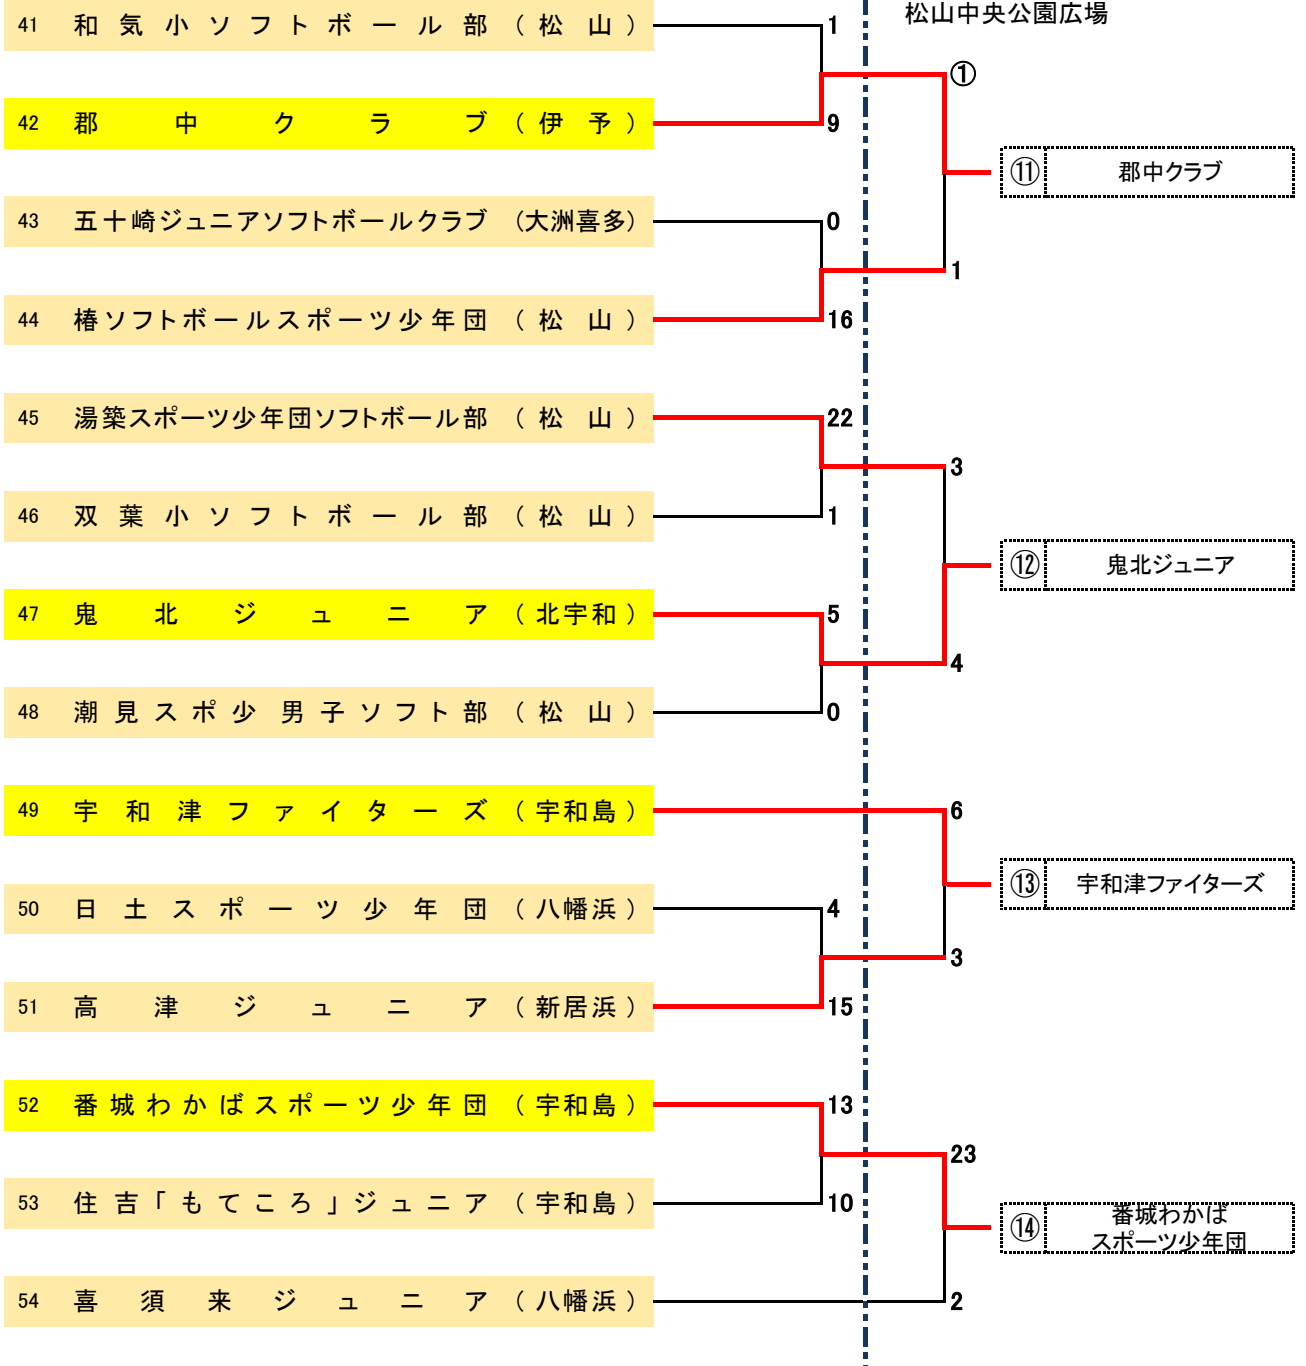 松山中央公園広場
41 和気小ソフトボール部 （松山） 1
①
42 郡中クラブ （伊予） 9
⑪ 郡中クラブ
43 五十崎ジュニアソフトボールクラブ （大洲喜多） 0
1
44 椿ソフトボールスポーツ少年団 （松山） 16
45 湯築スポーツ少年団ソフトボール部 （松山） 22
3
46 双葉小ソフトボール部 （松山） 1
⑫ 鬼北ジュニア
47 鬼北ジュニア （北宇和） 5
4
48 潮見スポ少男子ソフト部 （松山） 0
49 宇和津ファイターズ （宇和島） 6
⑬ 宇和津ファイターズ
50 日土スポーツ少年団 （八幡浜） 4
3
51 高津ジュニア （新居浜） 15
52 番城わかばスポーツ少年団 （宇和島） 13
23
53 住吉「もてころ」ジュニア （宇和島） 10
⑭ 番城わかば
スポーツ少年団
54 喜須来ジュニア （八幡浜） 2